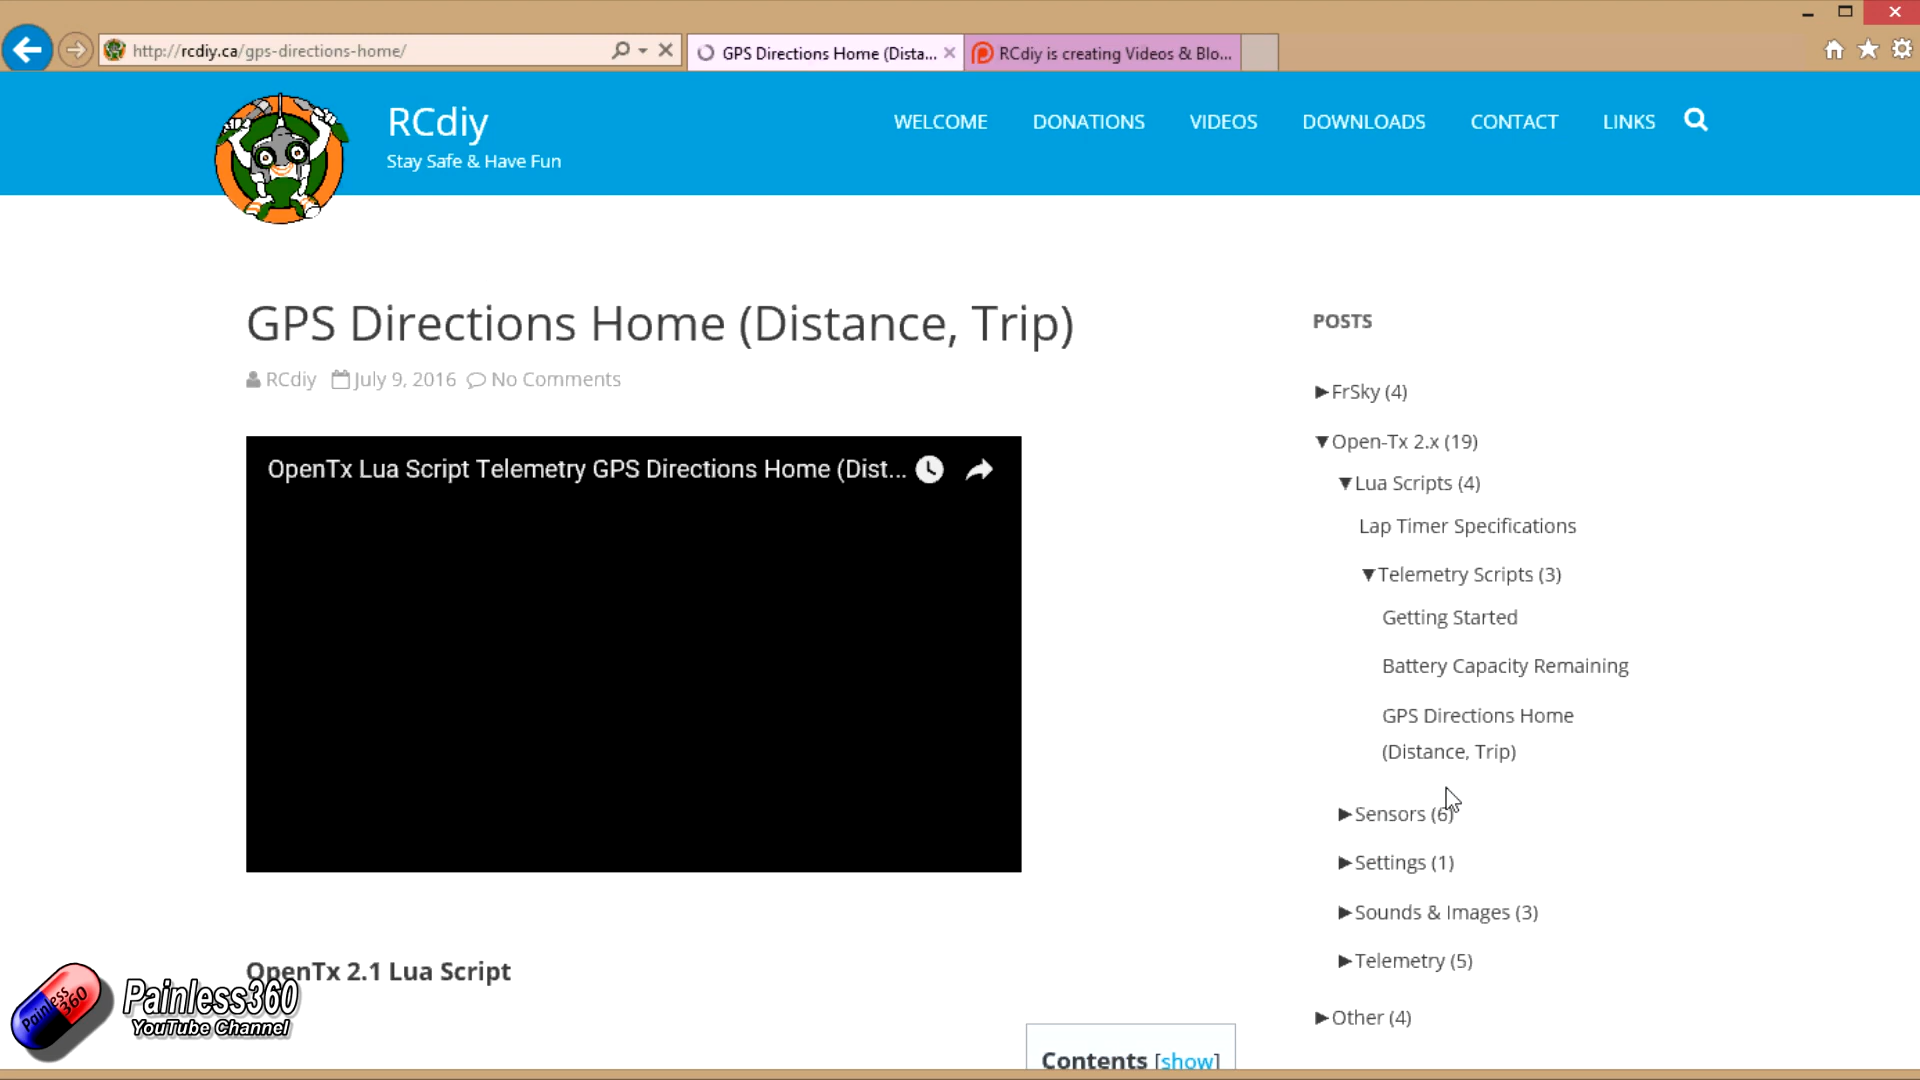 http://rcdiy.ca/gps-directions-home/
GPS Directions Home (Dista...
RCdiy is creating Videos & Blo...
RCdiy
Stay Safe & Have Fun
WELCOME
DONATIONS
VIDEOS
DOWNLOADS
CONTACT
LINKS
GPS Directions Home (Distance, Trip)
RCdiy July 9, 2016 No Comments
OpenTx Lua Script Telemetry GPS Directions Home (Dist...
OpenTx 2.1 Lua Script
Contents [show]
POSTS
►FrSky (4)
▼Open-Tx 2.x (19)
▼Lua Scripts (4)
Lap Timer Specifications
▼Telemetry Scripts (3)
Getting Started
Battery Capacity Remaining
GPS Directions Home
(Distance, Trip)
►Sensors (6)
►Settings (1)
►Sounds & Images (3)
►Telemetry (5)
►Other (4)
Painless360
Painless360
YouTube Channel